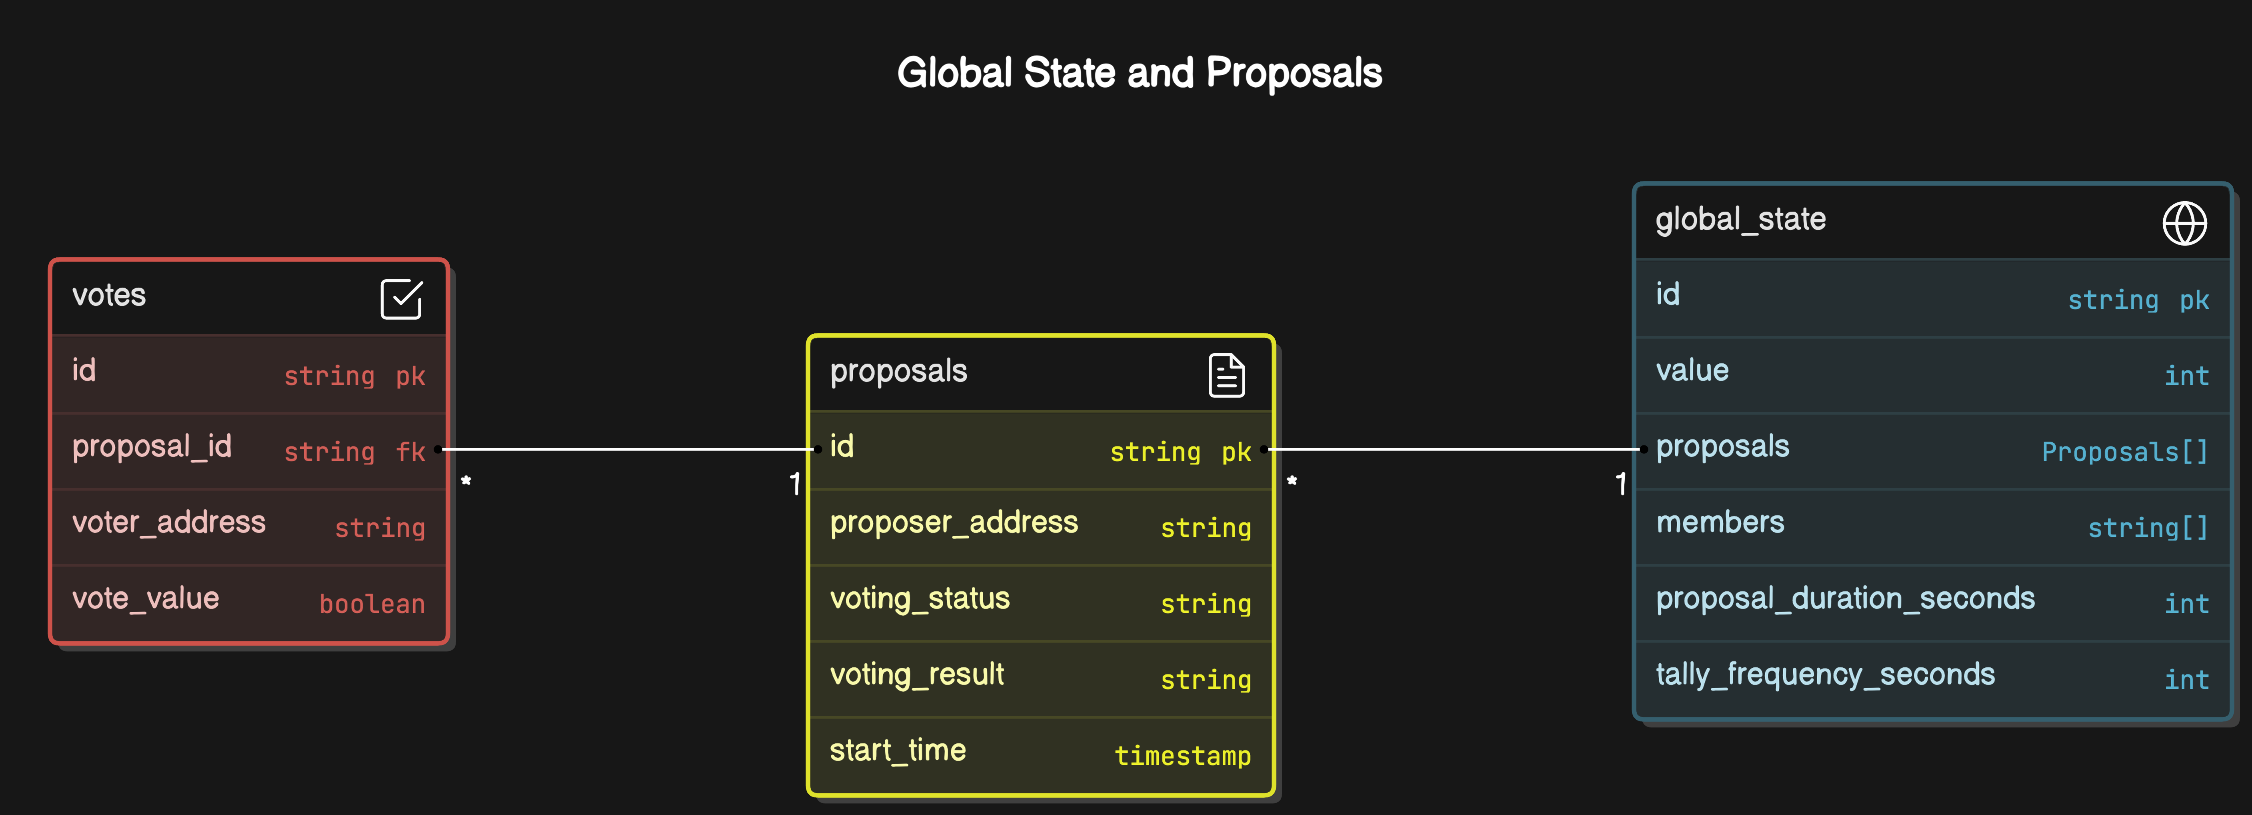 Global State and Proposals
votes
id string pk
proposal_id string fk
voter_address string
vote_value boolean
* 1
proposals
id string pk
proposer_address string
voting_status string
voting_result string
start_time timestamp
* 1
global_state
id string pk
value int
proposals Proposals[]
members string[]
proposal_duration_seconds int
tally_frequency_seconds int